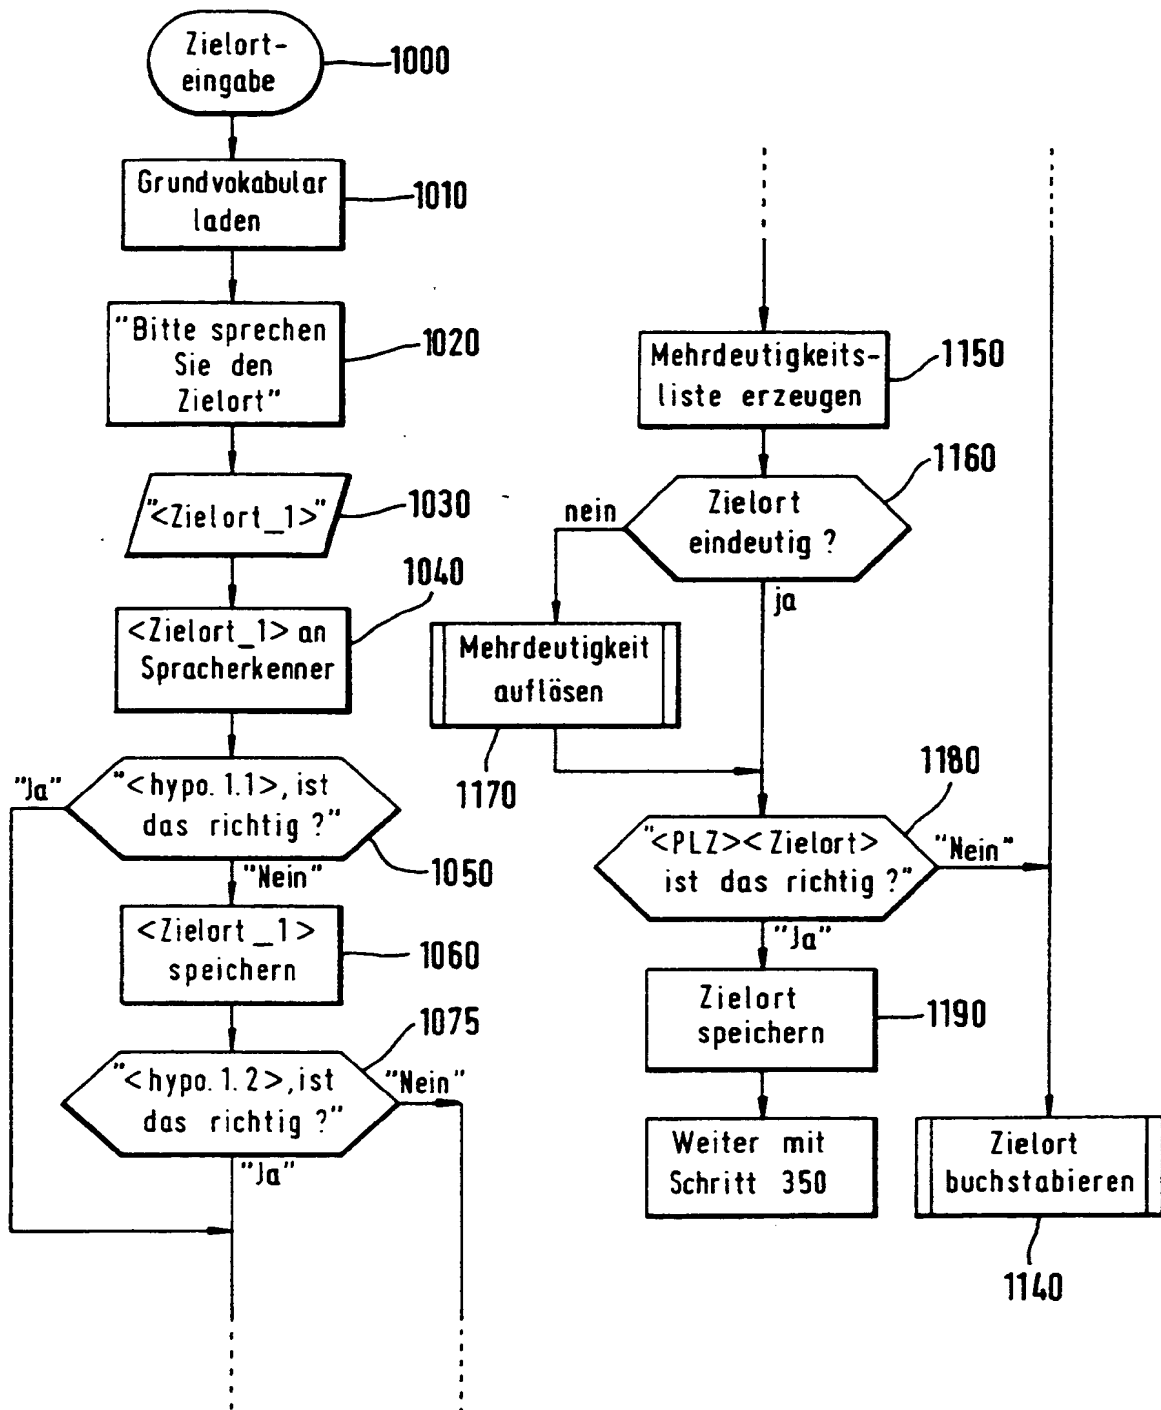 Zielort-
eingabe
1000
Grundvokabular
laden
1010
"Bitte sprechen
Sie den
Zielort"
1020
"<Zielort_1>"
1030
<Zielort_1> an
Spracherkenner
1040
"<hypo. 1.1>, ist
das richtig ?"
1050
"Ja"
"Nein"
<Zielort_1>
speichern
1060
"<hypo. 1. 2>, ist
das richtig ?"
1075
"Nein"
"Ja"
Mehrdeutigkeits-
liste erzeugen
1150
Zielort
eindeutig ?
1160
nein
ja
Mehrdeutigkeit
auflösen
1170
"<PLZ><Zielort>
ist das richtig ?"
1180
"Nein"
"Ja"
Zielort
speichern
1190
Weiter mit
Schritt 350
Zielort
buchstabieren
1140